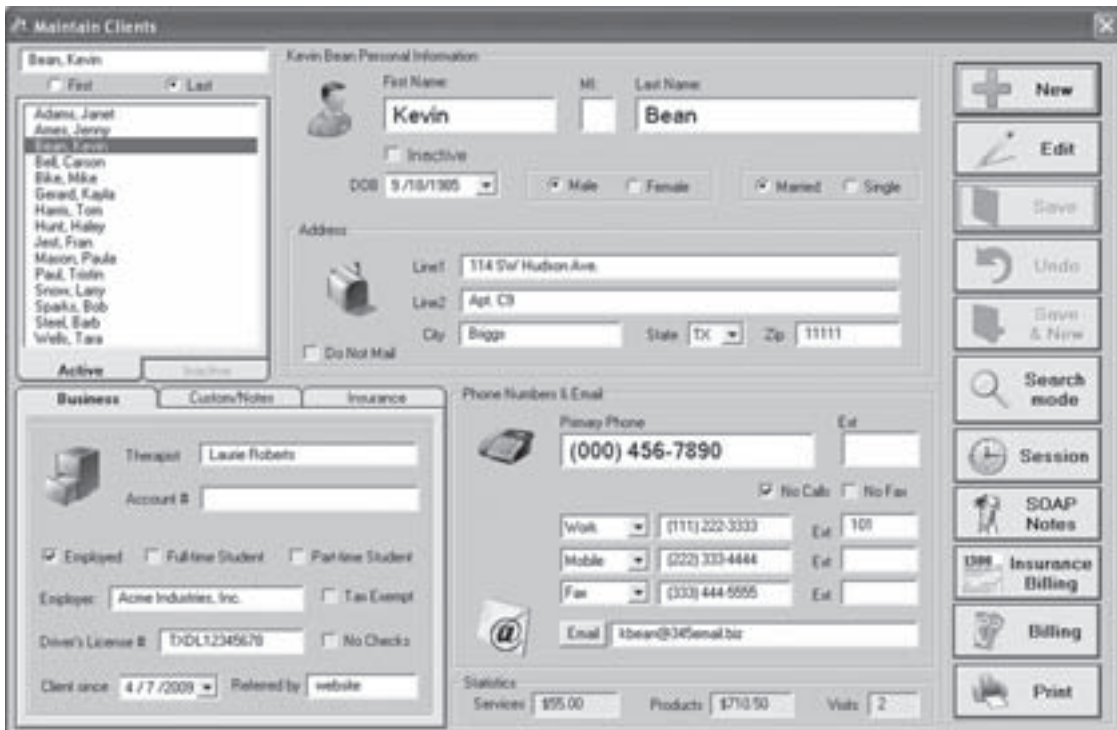 Maintain Clients
Bean, Kevin
First Last
Adams, Janet
Ames, Jenny
Bean, Kevin
Bell, Carson
Bike, Mike
Gerard, Kayla
Harris, Tom
Hunt, Haley
Jest, Fran
Mason, Paula
Paul, Tristin
Snow, Larry
Sparks, Bob
Steel, Barb
Wells, Tara
Active Inactive
Kevin Bean Personal Information
First Name: MI: Last Name:
Kevin Bean
Inactive
DOB 9/18/1985 Male Female Married Single
Address
Line1 114 SW Hudson Ave.
Line2 Apt. C9
City Briggs State TX Zip 11111
Do Not Mail
Business Custom/Notes Insurance
Therapist Laurie Roberts
Account #
Employed Full-time Student Part-time Student
Employer: Acme Industries, Inc. Tax Exempt
Driver's License # TXDL12345678 No Checks
Client since 4/7/2009 Referred by website
Phone Numbers & Email
Primary Phone Ext
(000) 456-7890
No Calls No Fax
Work (111) 222-3333 Ext 101
Mobile (222) 333-4444 Ext
Fax (333) 444-5555 Ext
Email kbean@345email.biz
Statistics
Services $55.00 Products $710.50 Visits 2
New
Edit
Save
Undo
Save
& New
Search
mode
Session
SOAP
Notes
Insurance
Billing
Billing
Print